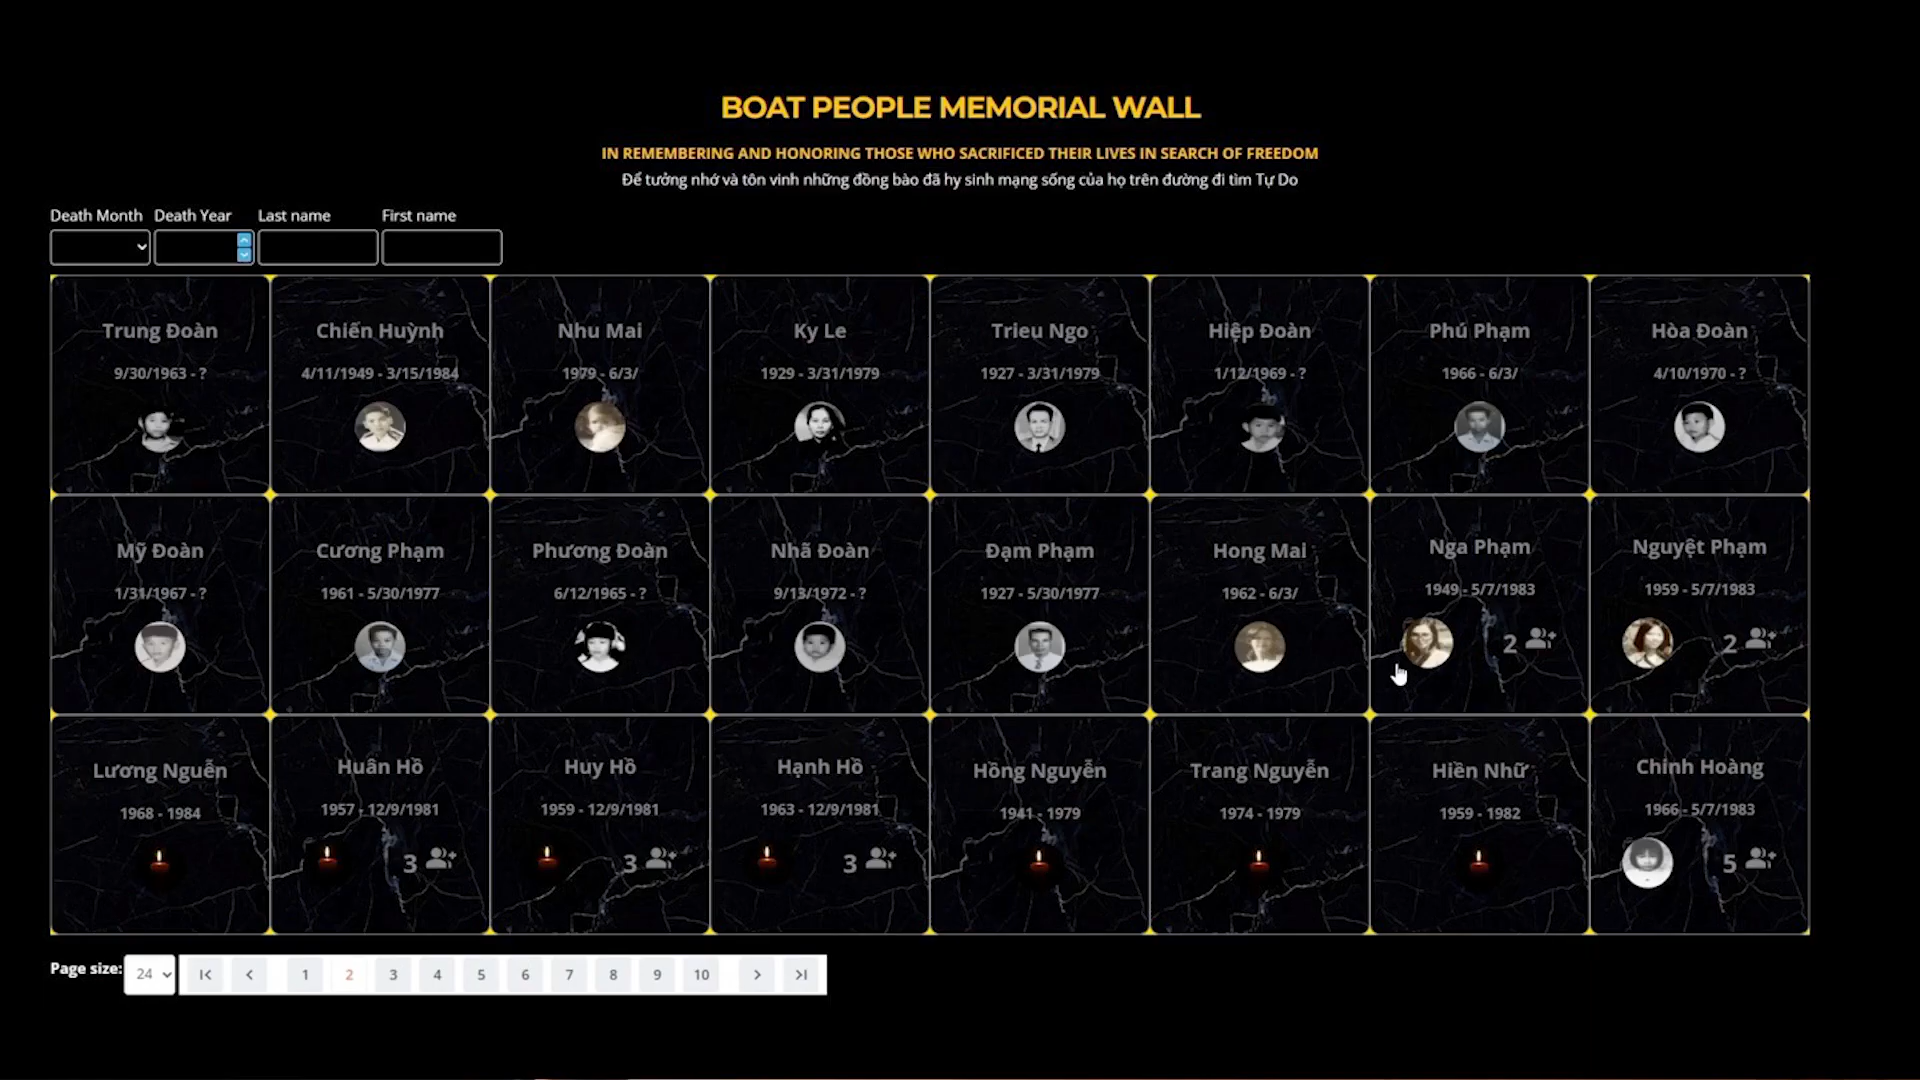 BOAT PEOPLE MEMORIAL WALL
IN REMEMBERING AND HONORING THOSE WHO SACRIFICED THEIR LIVES IN SEARCH OF FREEDOM
Để tưởng nhớ và tôn vinh những đồng bào đã hy sinh mạng sống của họ trên đường đi tìm Tự Do
Death Month Death Year Last name First name
Trung Đoàn
9/30/1963 - ?
Chiến Huỳnh
4/11/1949 - 3/15/1984
Nhu Mai
1979 - 6/3/
Ky Le
1929 - 3/31/1979
Trieu Ngo
1927 - 3/31/1979
Hiệp Đoàn
1/12/1969 - ?
Phú Phạm
1966 - 6/3/
Hòa Đoàn
4/10/1970 - ?
Mỹ Đoàn
1/31/1967 - ?
Cương Phạm
1961 - 5/30/1977
Phương Đoàn
6/12/1965 - ?
Nhã Đoàn
9/13/1972 - ?
Đạm Phạm
1927 - 5/30/1977
Hong Mai
1962 - 6/3/
Nga Phạm
1949 - 5/7/1983
2
Nguyệt Phạm
1959 - 5/7/1983
2
Lương Nguễn
1968 - 1984
Huân Hồ
1957 - 12/9/1981
3
Huy Hồ
1959 - 12/9/1981
3
Hạnh Hồ
1963 - 12/9/1981
3
Hồng Nguyễn
1941 - 1979
Trang Nguyễn
1974 - 1979
Hiền Nhữ
1959 - 1982
Chinh Hoàng
1966 - 5/7/1983
5
Page size: 24 1 2 3 4 5 6 7 8 9 10